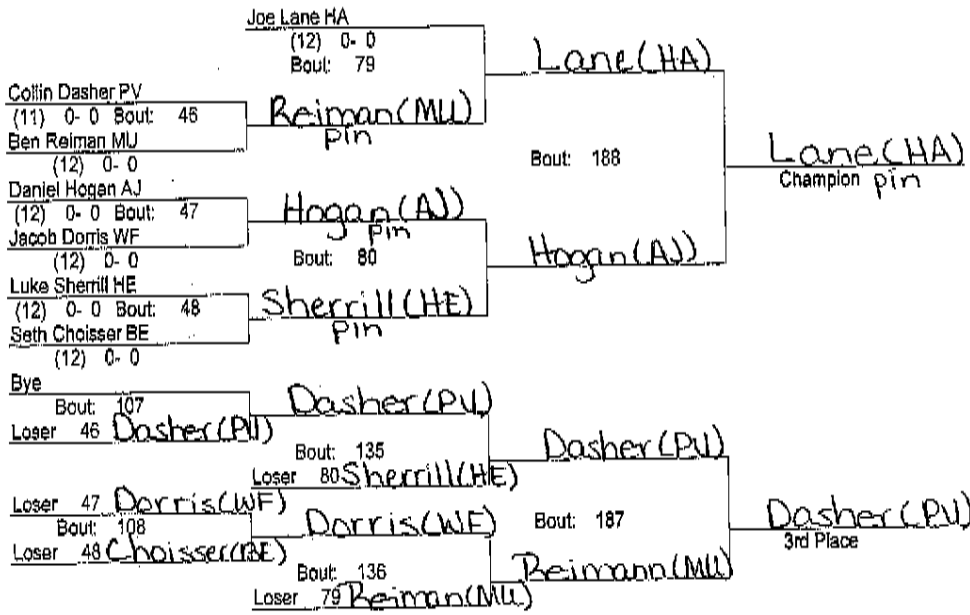 Joe Lane HA
(12) 0- 0
Bout: 79
Lane (HA)
Collin Dasher PV
(11) 0- 0 Bout: 46
Reiman (MU)
pin
Ben Reiman MU
(12) 0- 0
Bout: 188
Lane (HA)
Champion pin
Daniel Hogan AJ
(12) 0- 0 Bout: 47
Hogan (AJ)
pin
Jacob Dorris WF
(12) 0- 0
Bout: 80
Hogan (AJ)
Luke Sherrill HE
(12) 0- 0 Bout: 48
Sherrill (HE)
pin
Seth Choisser BE
(12) 0- 0
Bye
Bout: 107
Dasher (PV)
Loser 46 Dasher (PV)
Bout: 135
Dasher (PV)
Loser 80 Sherrill (HE)
Loser 47 Dorris (WF)
Bout: 108
Dorris (WF)
Bout: 187
Dasher (PV)
3rd Place
Loser 48 Choisser (BE)
Bout: 136
Reimann (MU)
Loser 79 Reiman (MU)